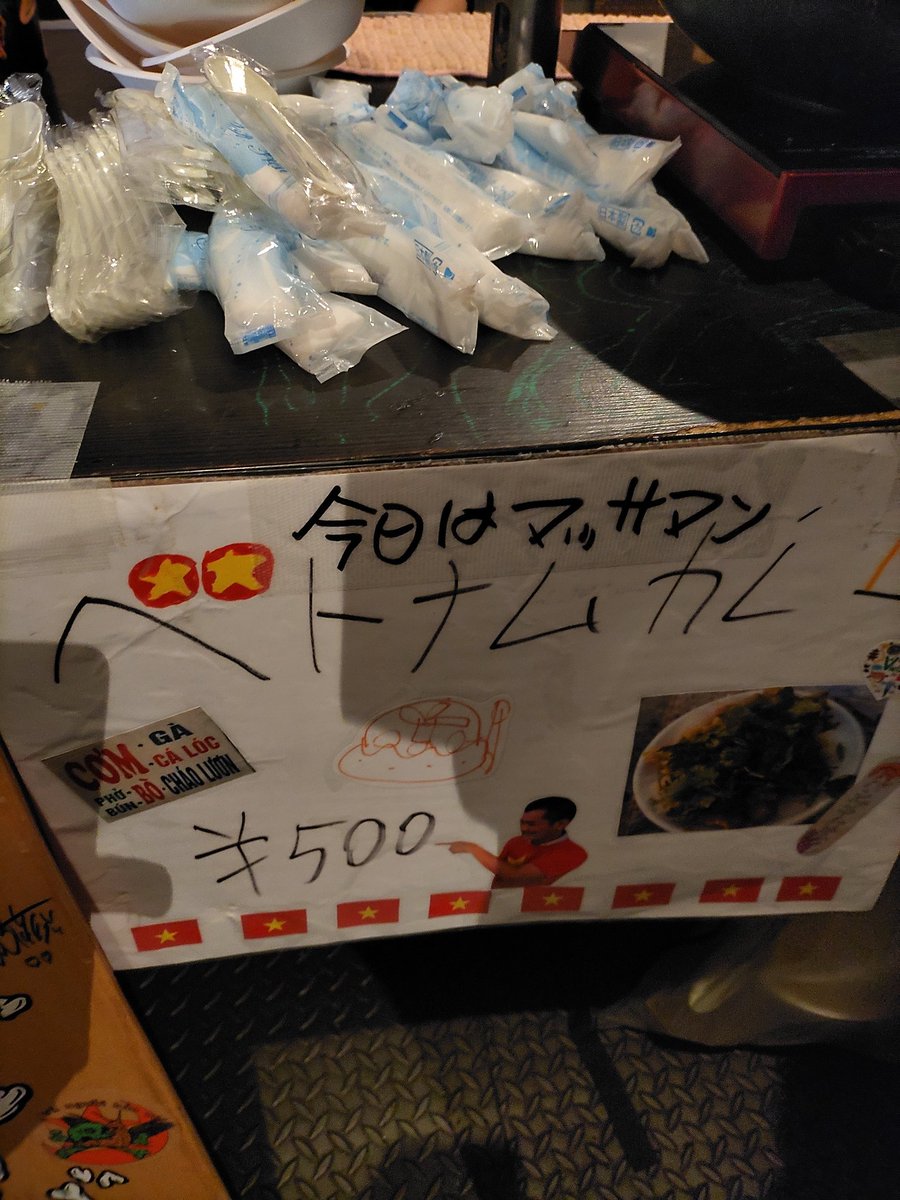 今日はマッサマン
ベトナムカレー
CƠM · GÀ
- CÁ LÓC
PHỞ- BÒ- CHÁO LƯƠN
BÚN-
¥500